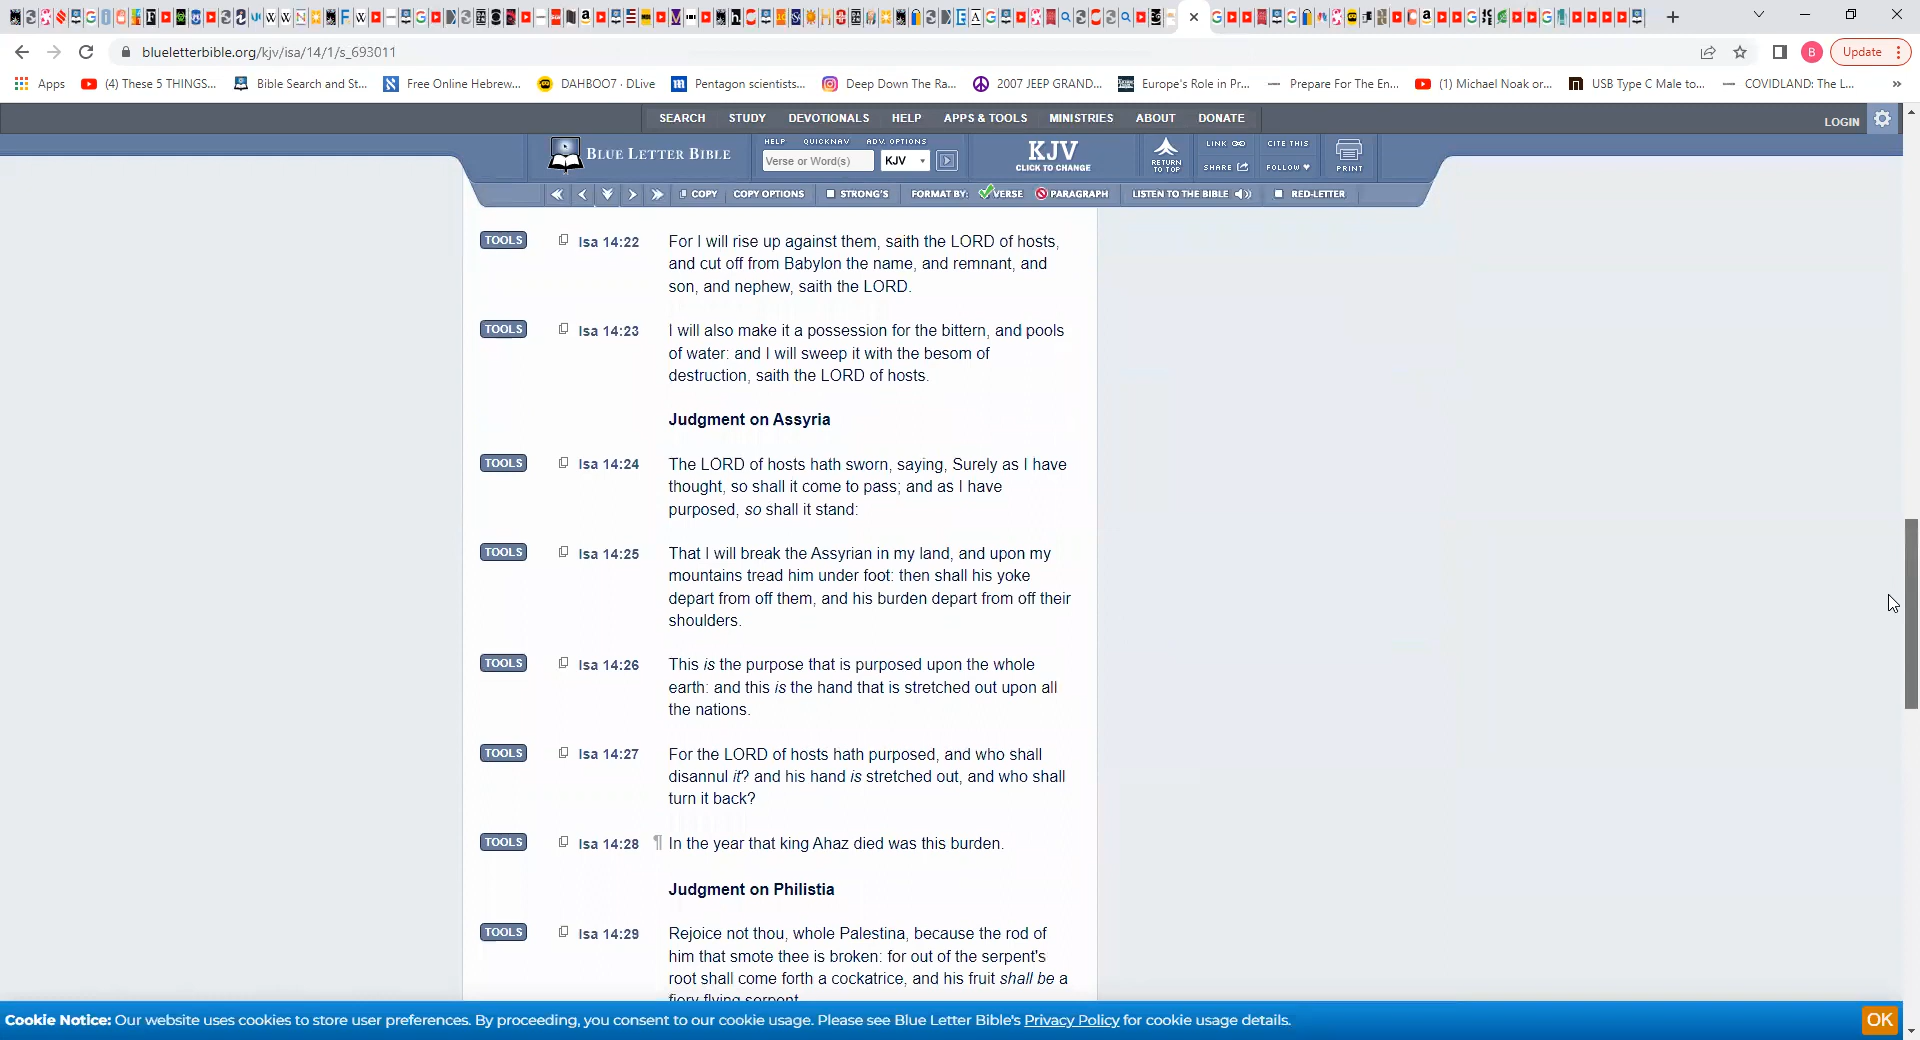 blueletterbible.org/kjv/isa/14/1/s_693011
B
Update
Apps
(4) These 5 THINGS...
Bible Search and St...
Free Online Hebrew...
DAHBOO7 · DLive
Pentagon scientists...
Deep Down The Ra...
2007 JEEP GRAND...
Europe's Role in Pr...
Prepare For The En...
(1) Michael Noak or...
USB Type C Male to...
COVIDLAND: The L...
SEARCH STUDY DEVOTIONALS HELP APPS & TOOLS MINISTRIES ABOUT DONATE
LOGIN
BLUE LETTER BIBLE
HELP QUICKNAV ADV. OPTIONS
Verse or Word(s)
KJV
KJV
CLICK TO CHANGE
RETURN
TO TOP
LINK
SHARE
CITE THIS
FOLLOW
PRINT
COPY COPY OPTIONS STRONG'S FORMAT BY: VERSE PARAGRAPH LISTEN TO THE BIBLE RED-LETTER
TOOLS Isa 14:22 For I will rise up against them, saith the LORD of hosts,
and cut off from Babylon the name, and remnant, and
son, and nephew, saith the LORD.
TOOLS Isa 14:23 I will also make it a possession for the bittern, and pools
of water: and I will sweep it with the besom of
destruction, saith the LORD of hosts.
Judgment on Assyria
TOOLS Isa 14:24 The LORD of hosts hath sworn, saying, Surely as I have
thought, so shall it come to pass; and as I have
purposed, so shall it stand:
TOOLS Isa 14:25 That I will break the Assyrian in my land, and upon my
mountains tread him under foot: then shall his yoke
depart from off them, and his burden depart from off their
shoulders.
TOOLS Isa 14:26 This is the purpose that is purposed upon the whole
earth: and this is the hand that is stretched out upon all
the nations.
TOOLS Isa 14:27 For the LORD of hosts hath purposed, and who shall
disannul it? and his hand is stretched out, and who shall
turn it back?
TOOLS Isa 14:28 ¶ In the year that king Ahaz died was this burden.
Judgment on Philistia
TOOLS Isa 14:29 Rejoice not thou, whole Palestina, because the rod of
him that smote thee is broken: for out of the serpent's
root shall come forth a cockatrice, and his fruit shall be a
fiery flying serpent
Cookie Notice: Our website uses cookies to store user preferences. By proceeding, you consent to our cookie usage. Please see Blue Letter Bible's Privacy Policy for cookie usage details.
OK